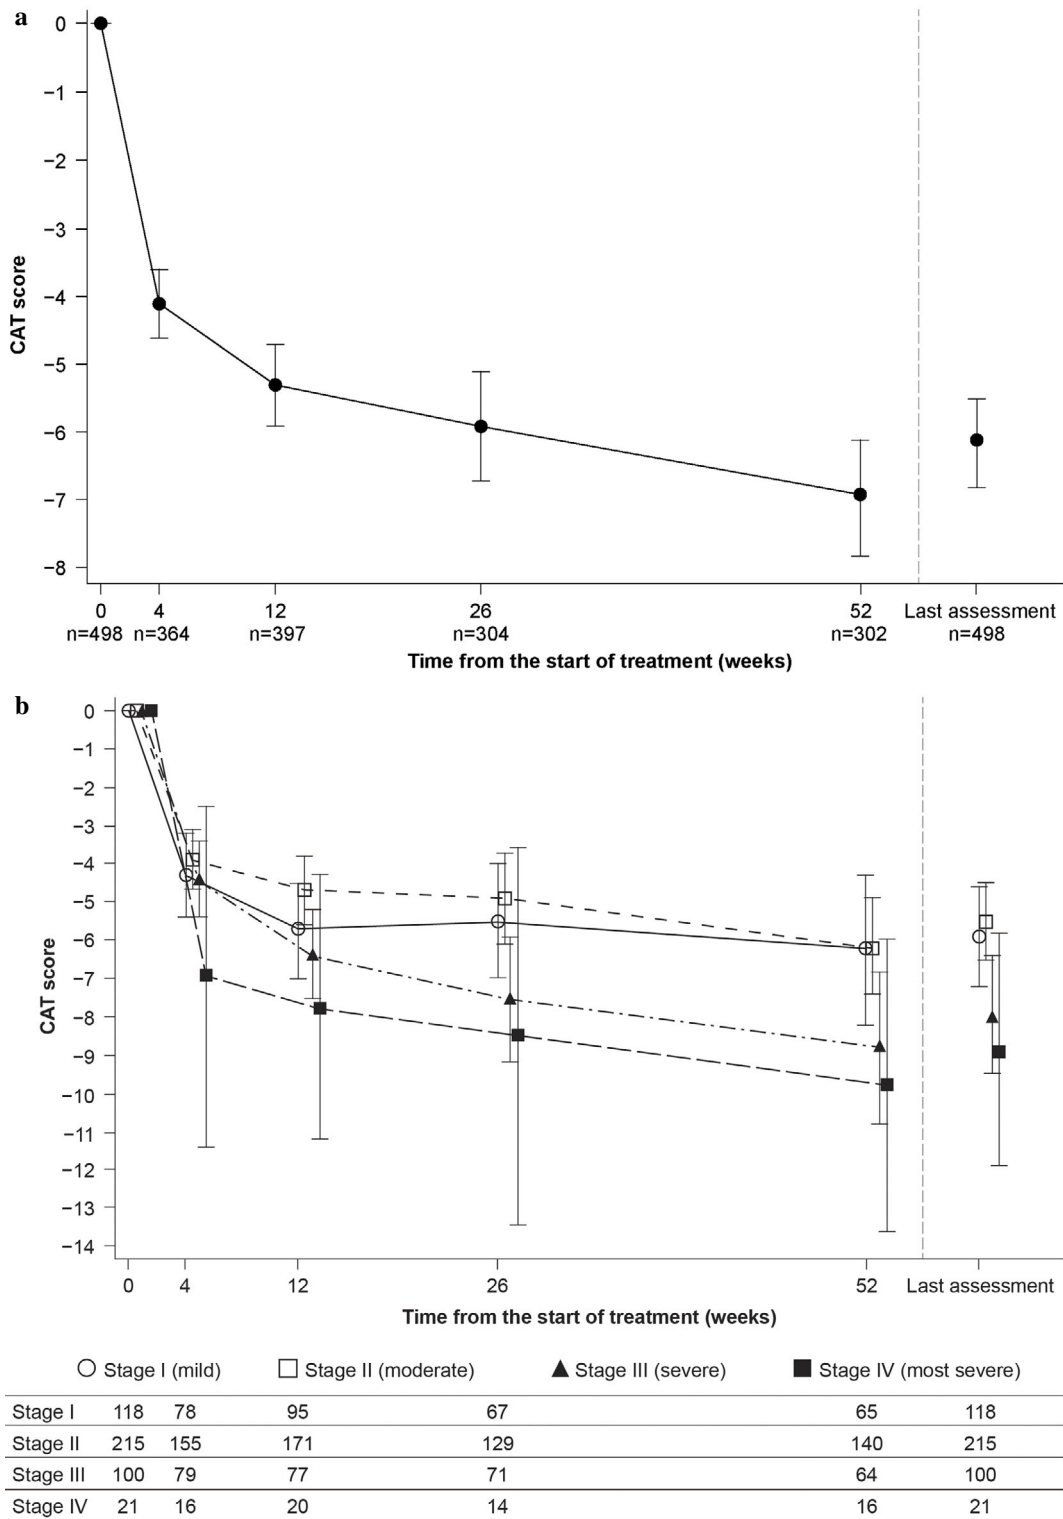 a
0
−1
−2
−3
−4
−5
−6
−7
−8
CAT score
0 4 12 26 52 Last assessment
n=498 n=364 n=397 n=304 n=302 n=498
Time from the start of treatment (weeks)
b
0
−1
−2
−3
−4
−5
−6
−7
−8
−9
−10
−11
−12
−13
−14
CAT score
0 4 12 26 52 Last assessment
Time from the start of treatment (weeks)
Stage I (mild) Stage II (moderate) Stage III (severe) Stage IV (most severe)
Stage I 118 78 95 67 65 118
Stage II 215 155 171 129 140 215
Stage III 100 79 77 71 64 100
Stage IV 21 16 20 14 16 21